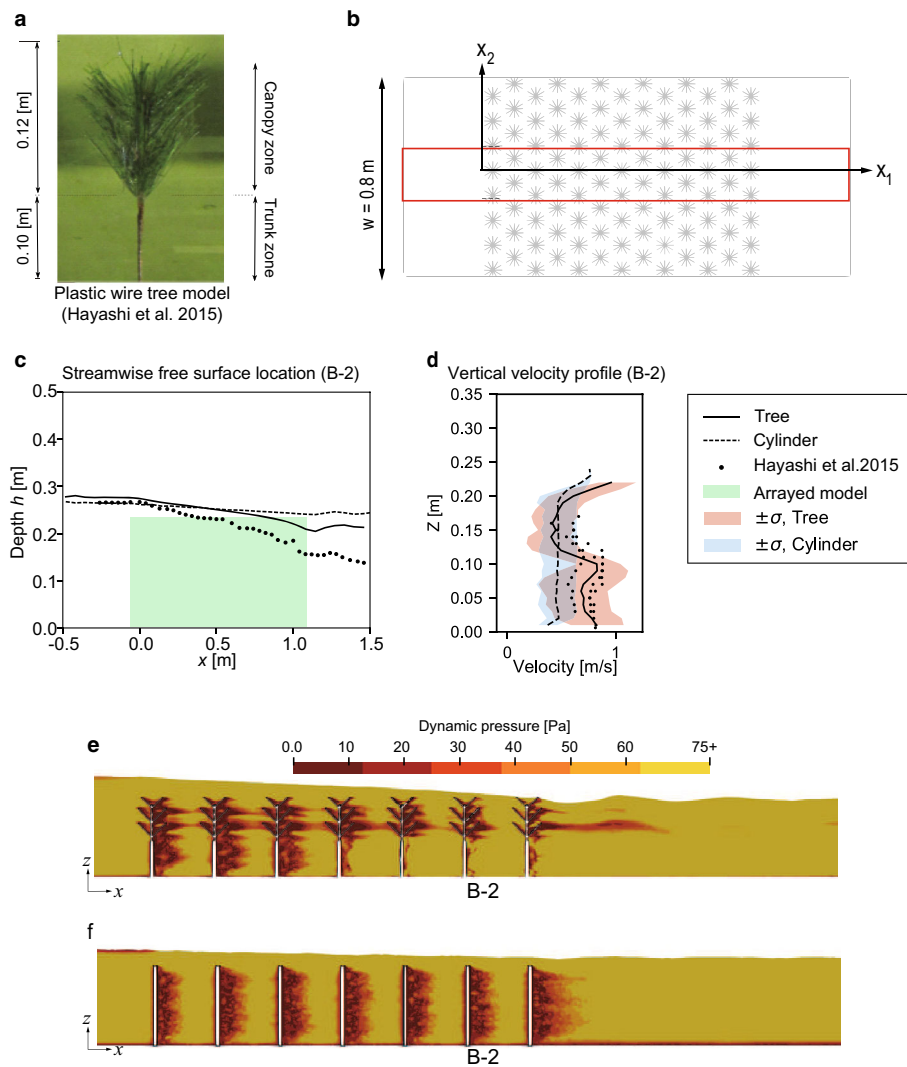 a
0.12 [m]
0.10 [m]
Canopy zone
Trunk zone
Plastic wire tree model
(Hayashi et al. 2015)
b
X2
X1
w = 0.8 m
c
Streamwise free surface location (B-2)
Depth h [m]
0.5
0.4
0.3
0.2
0.1
0.0
-0.5 0.0 0.5 1.0 1.5
x [m]
d
Vertical velocity profile (B-2)
Z [m]
0.35
0.30
0.25
0.20
0.15
0.10
0.05
0.00
0 1
Velocity [m/s]
Tree
Cylinder
Hayashi et al.2015
Arrayed model
±σ, Tree
±σ, Cylinder
e
Dynamic pressure [Pa]
0.0 10 20 30 40 50 60 75+
z
x
B-2
f
z
x
B-2